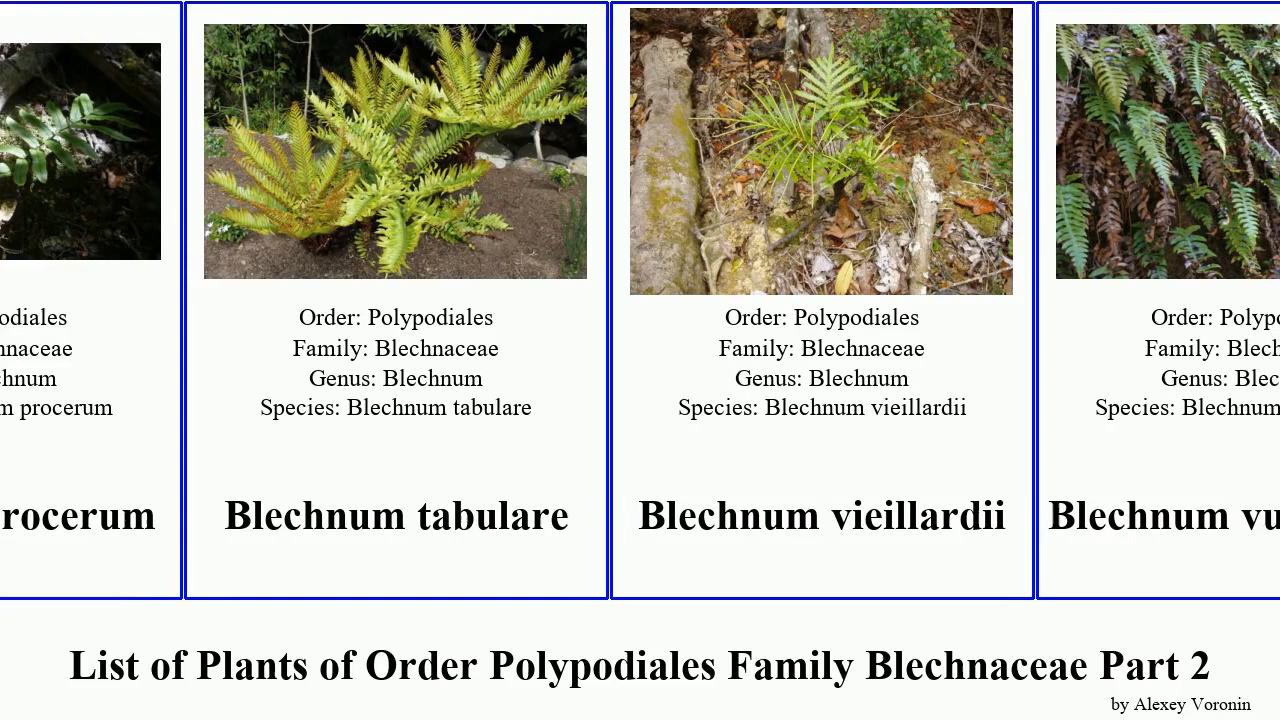 odiales
hnaceae
chnum
m procerum
rocerum
Order: Polypodiales
Family: Blechnaceae
Genus: Blechnum
Species: Blechnum tabulare
Blechnum tabulare
Order: Polypodiales
Family: Blechnaceae
Genus: Blechnum
Species: Blechnum vieillardii
Blechnum vieillardii
Order: Polypo
Family: Blech
Genus: Blec
Species: Blechnum
Blechnum vu
List of Plants of Order Polypodiales Family Blechnaceae Part 2
by Alexey Voronin